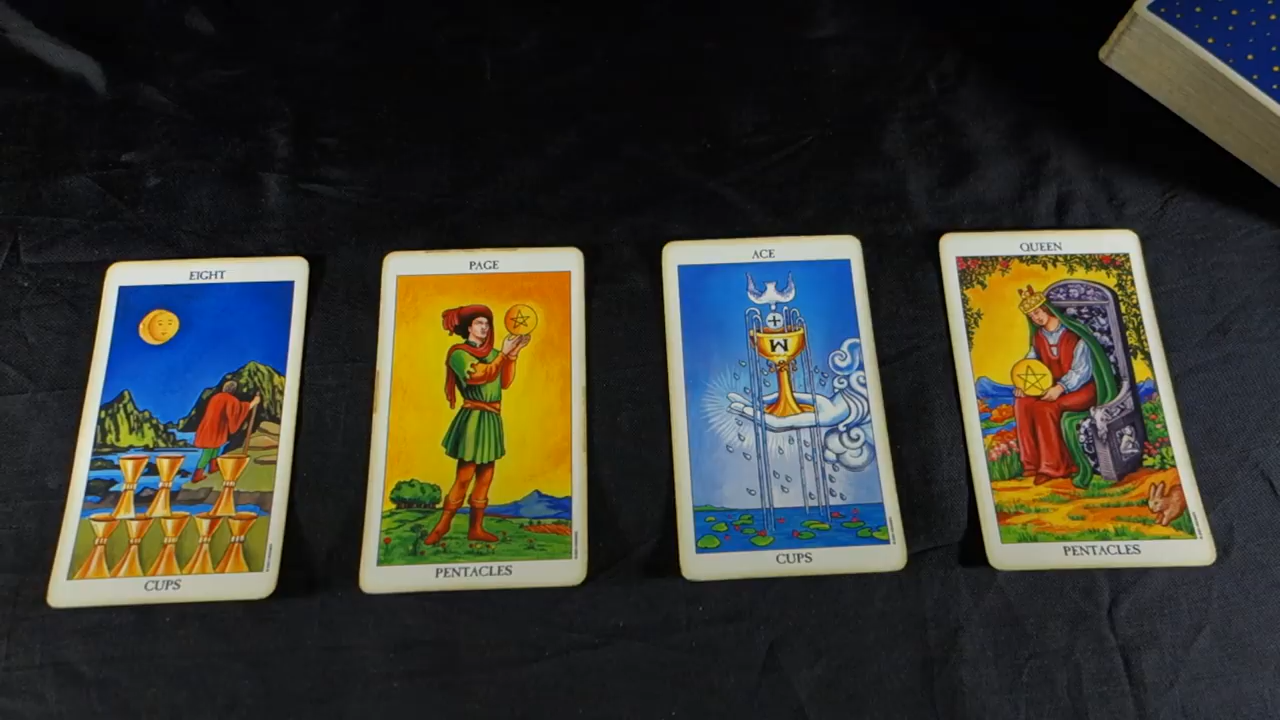 EIGHT
CUPS
PAGE
PENTACLES
ACE
M
CUPS
QUEEN
PENTACLES